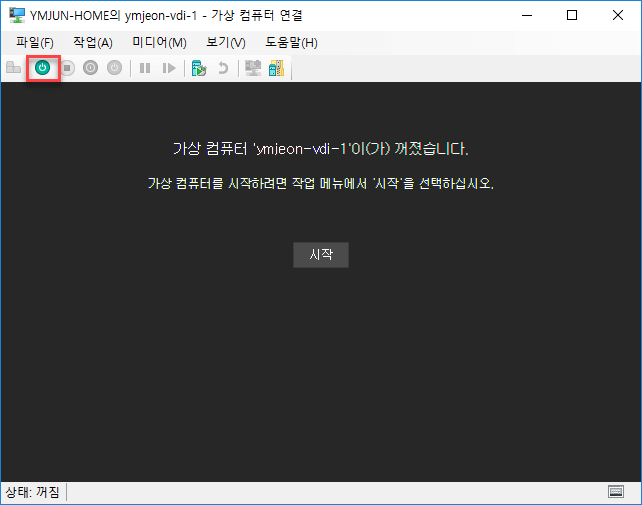 YMJUN-HOME의 ymjeon-vdi-1 - 가상 컴퓨터 연결
파일(F) 작업(A) 미디어(M) 보기(V) 도움말(H)
가상 컴퓨터 'ymjeon-vdi-1'이(가) 꺼졌습니다.
가상 컴퓨터를 시작하려면 작업 메뉴에서 '시작'을 선택하십시오.
시작
상태: 꺼짐